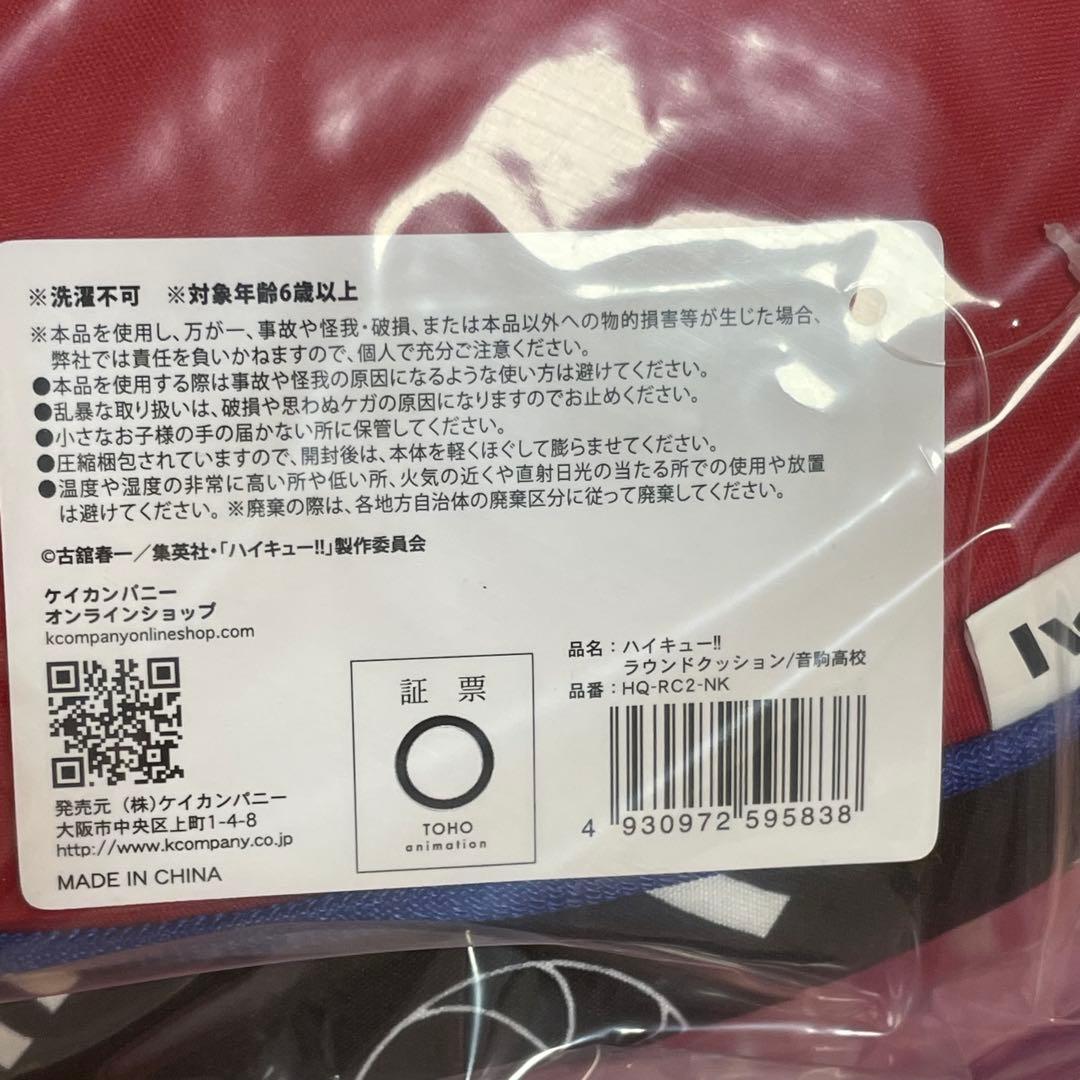 ※洗濯不可 ※対象年齢6歳以上
※本品を使用し、万が一、事故や怪我・破損、または本品以外への物的損害等が生じた場合、
弊社では責任を負いかねますので、個人で充分ご注意ください。
●本品を使用する際は事故や怪我の原因になるような使い方は避けてください。
●乱暴な取り扱いは、破損や思わぬケガの原因になりますのでお止めください。
●小さなお子様の手の届かない所に保管してください。
●圧縮梱包されていますので、開封後は、本体を軽くほぐして膨らませてください。
●温度や湿度の非常に高い所や低い所、火気の近くや直射日光の当たる所での使用や放置
は避けてください。※廃棄の際は、各地方自治体の廃棄区分に従って廃棄してください。
©古舘春一／集英社・「ハイキュー!!」製作委員会
ケイカンパニー
オンラインショップ
kcompanyonlineshop.com
発売元 (株)ケイカンパニー
大阪市中央区上町1-4-8
http://www.kcompany.co.jp
MADE IN CHINA
証 票
TOHO
animation
品名：ハイキュー!!
ラウンドクッション/音駒高校
品番：HQ-RC2-NK
4 930972 595838